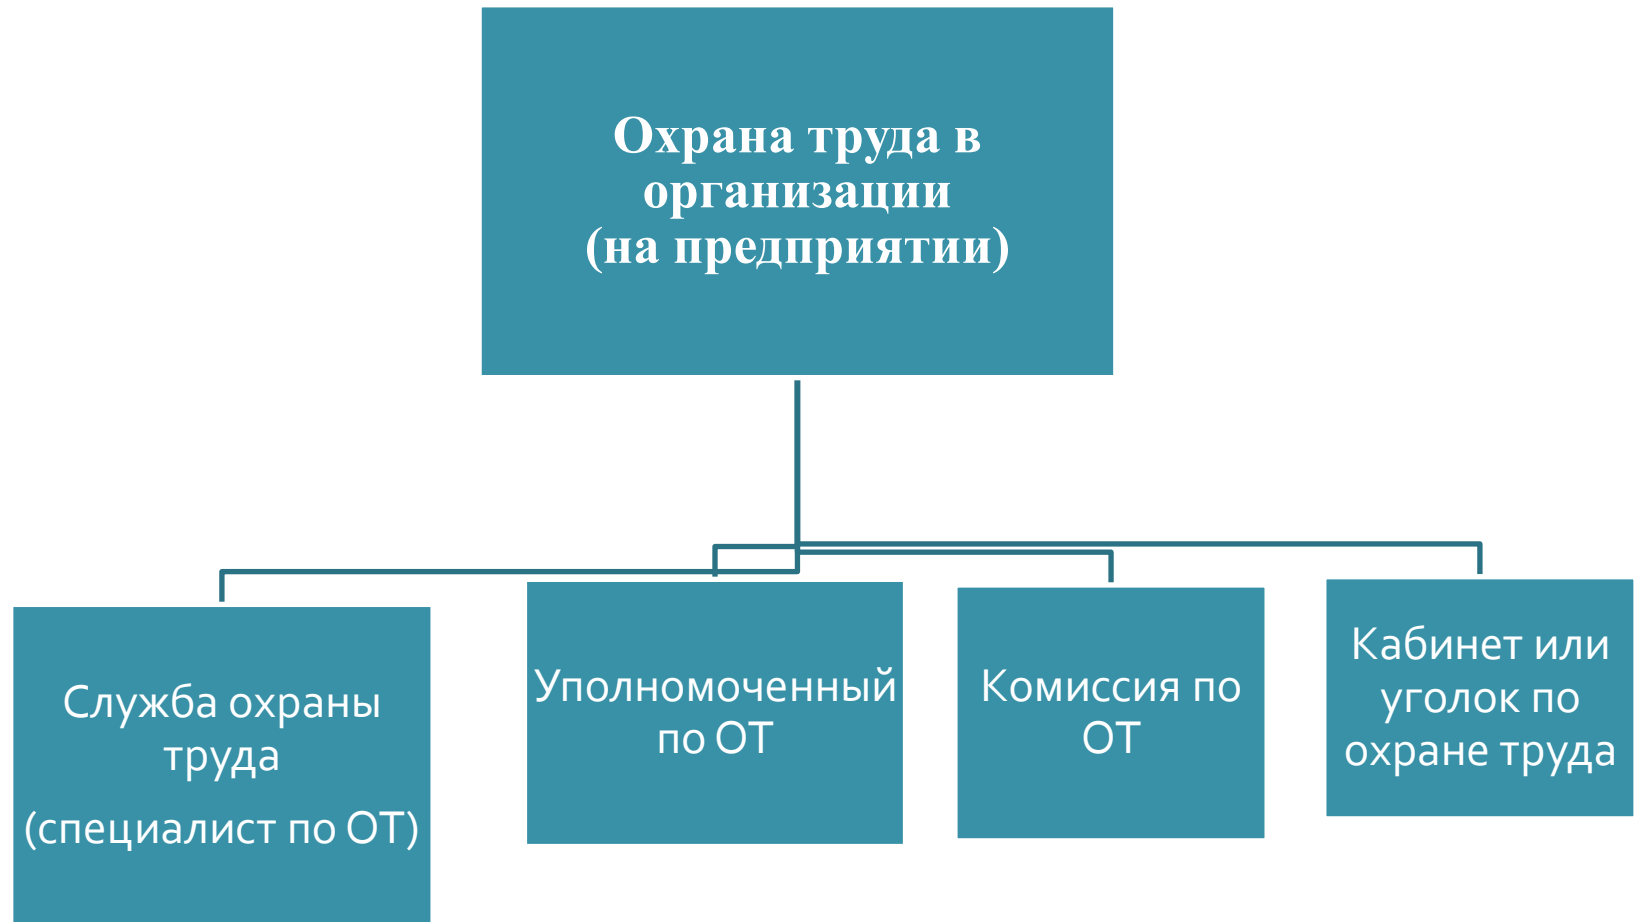 Охрана труда в
организации
(на предприятии)
Служба охраны
труда
(специалист по ОТ)
Уполномоченный
по ОТ
Комиссия по
ОТ
Кабинет или
уголок по
охране труда